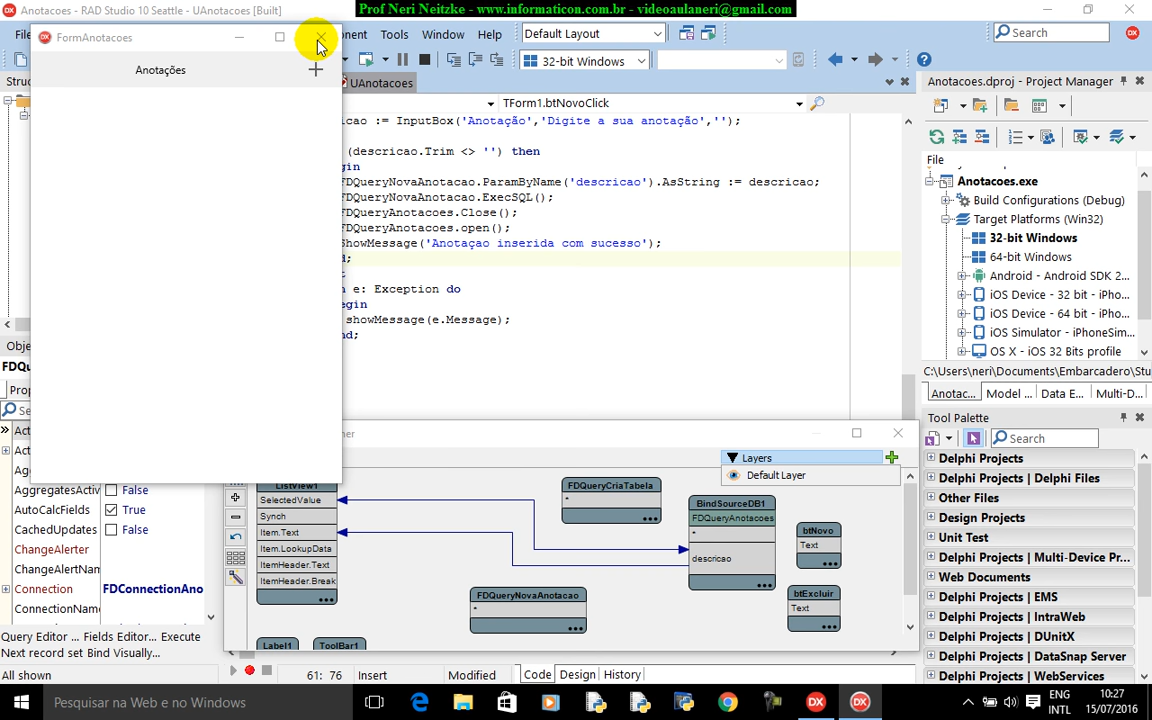 Anotacoes - RAD Studio 10 Seattle - UAnotacoes [Built]
Prof Neri Neitzke - www.informaticon.com.br - videoaulaneri@gmail.com
FormAnotacoes
Tools Window Help
Default Layout
Search
Anotações
32-bit Windows
UAnotacoes
Anotacoes.dproj - Project Manager
TForm1.btNovoClick
:= InputBox('Anotação','Digite a sua anotação','');
(descricao.Trim <> '') then
FDQueryNovaAnotacao.ParamByName('descricao').AsString := descricao;
FDQueryNovaAnotacao.ExecSQL();
FDQueryAnotacoes.Close();
FDQueryAnotacoes.open();
ShowMessage('Anotaçao inserida com sucesso');
e: Exception do
showMessage(e.Message);
File
Anotacoes.exe
Build Configurations (Debug)
Target Platforms (Win32)
32-bit Windows
64-bit Windows
Android - Android SDK 2...
iOS Device - 32 bit - iPho...
iOS Device - 64 bit - iPho...
iOS Simulator - iPhoneSim...
OS X - iOS 32 Bits profile
C:\Users\neri\Documents\Embarcadero\Stu
Anotac... Model ... Data E... Multi-D...
Tool Palette
Search
Delphi Projects
Delphi Projects | Delphi Files
Other Files
Design Projects
Unit Test
Delphi Projects | Multi-Device Pr...
Web Documents
Delphi Projects | EMS
Delphi Projects | IntraWeb
Delphi Projects | DUnitX
Delphi Projects | DataSnap Server
Delphi Projects | WebServices
AggregatesActiv False
AutoCalcFields True
CachedUpdates False
ChangeAlerter
ChangeAlertNam
Connection FDConnectionAno
ConnectionName
Query Editor ... Fields Editor... Execute
Next record set Bind Visually...
All shown
Layers
Default Layer
ListView1
SelectedValue
Synch
Item.Text
Item.LookupData
ItemHeader.Text
ItemHeader.Break
FDQueryCriaTabela
*
BindSourceDB1
FDQueryAnotacoes
*
descricao
btNovo
Text
btExcluir
Text
FDQueryNovaAnotacao
*
Label1
ToolBar1
61: 76 Insert Modified Code Design History
Pesquisar na Web e no Windows
ENG
INTL
10:27
15/07/2016